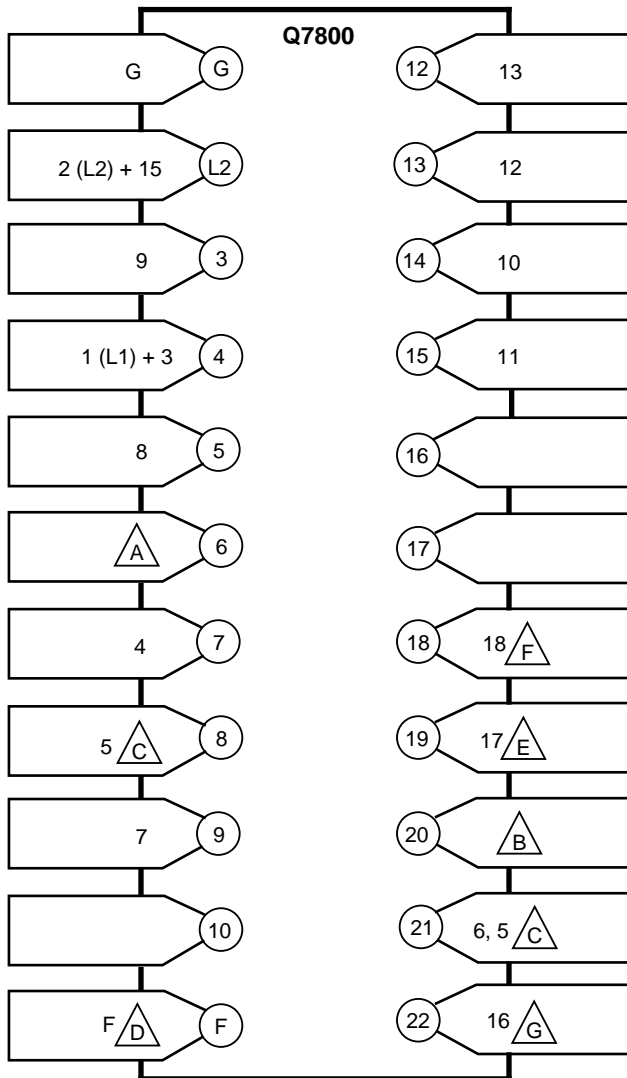 Q7800
G G 12 13
2 (L2) + 15 L2 13 12
9 3 14 10
1 (L1) + 3 4 15 11
8 5 16
A 6 17
4 7 18 18 F
5 C 8 19 17 E
7 9 20 B
10 21 6, 5 C
F D F 22 16 G